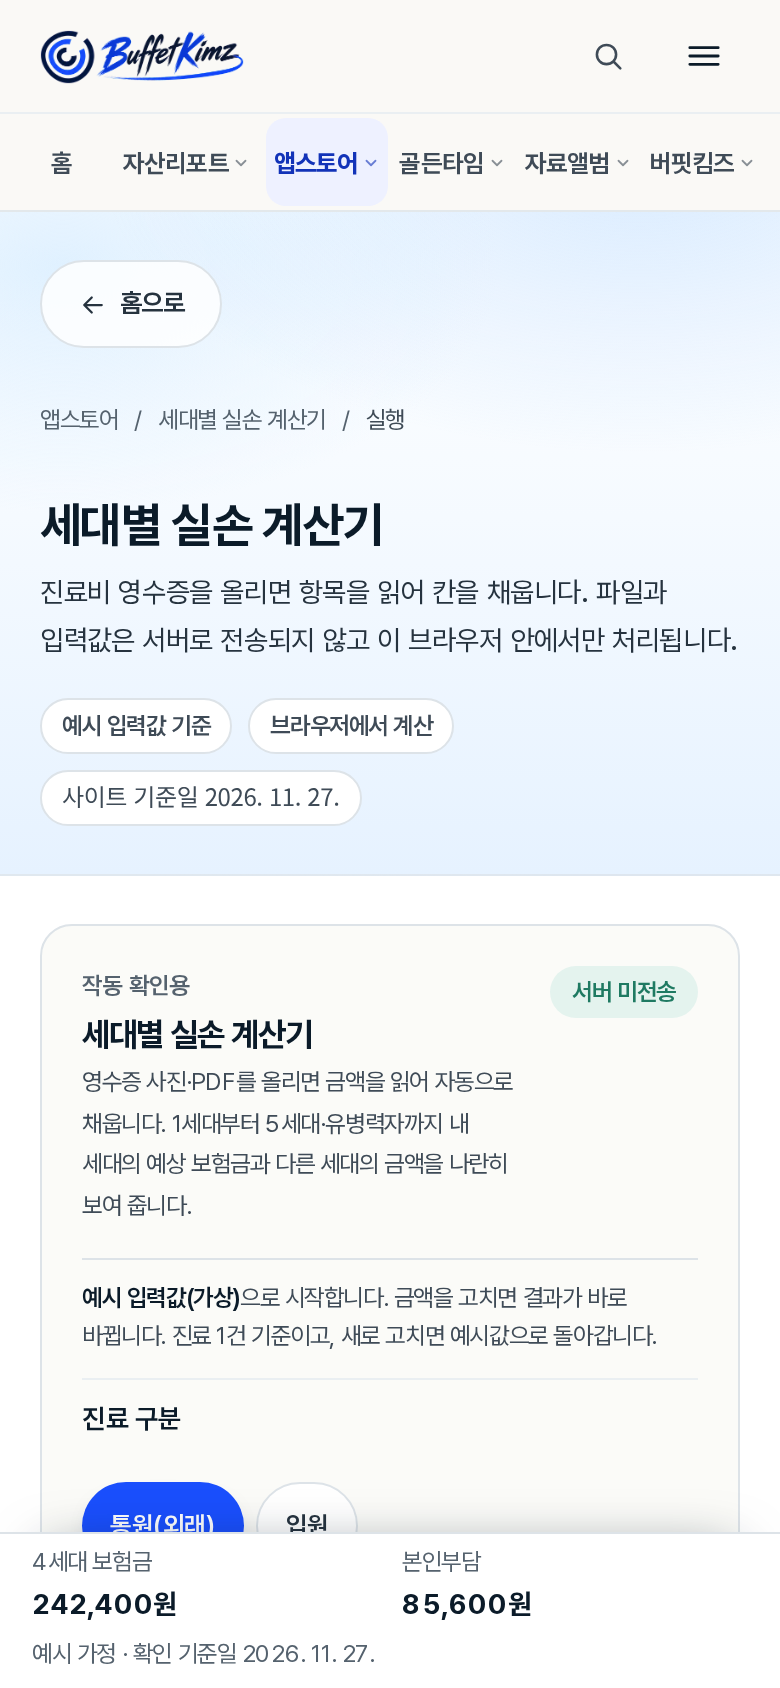 BuffetKimz
홈 자산리포트 앱스토어 골든타임 자료앨범 버핏킴즈
← 홈으로
앱스토어 / 세대별 실손 계산기 / 실행
세대별 실손 계산기
진료비 영수증을 올리면 항목을 읽어 칸을 채웁니다. 파일과
입력값은 서버로 전송되지 않고 이 브라우저 안에서만 처리됩니다.
예시 입력값 기준 브라우저에서 계산
사이트 기준일 2026. 11. 27.
작동 확인용
서버 미전송
세대별 실손 계산기
영수증 사진·PDF를 올리면 금액을 읽어 자동으로
채웁니다. 1세대부터 5세대·유병력자까지 내
세대의 예상 보험금과 다른 세대의 금액을 나란히
보여 줍니다.
예시 입력값(가상)으로 시작합니다. 금액을 고치면 결과가 바로
바뀝니다. 진료 1건 기준이고, 새로 고치면 예시값으로 돌아갑니다.
진료 구분
통원(외래) 입원
4세대 보험금 본인부담
242,400원 85,600원
예시 가정 · 확인 기준일 2026. 11. 27.